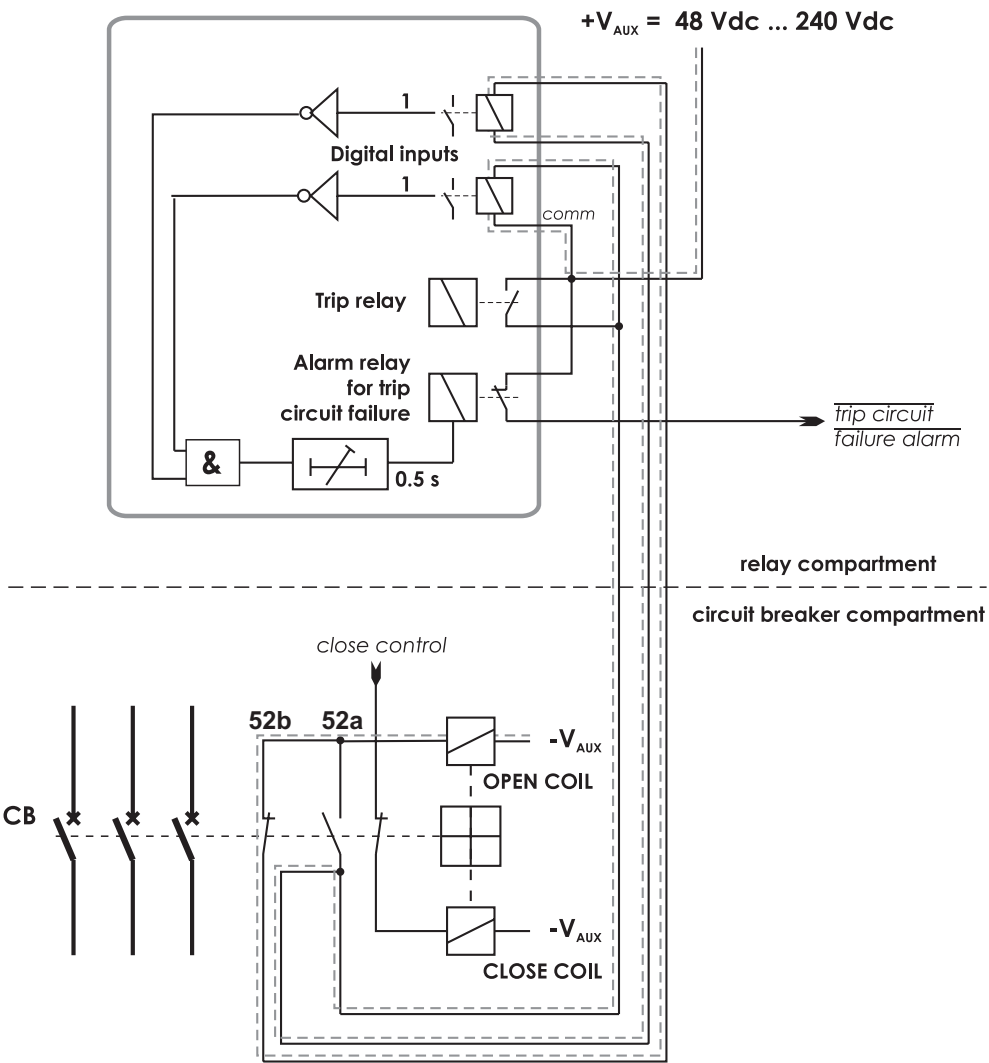 +VAUX = 48 Vdc ... 240 Vdc
1
Digital inputs
1
comm
Trip relay
Alarm relay
for trip
circuit failure
trip circuit
failure alarm
&
0.5 s
relay compartment
circuit breaker compartment
close control
52b
52a
-VAUX
OPEN COIL
CB
-VAUX
CLOSE COIL